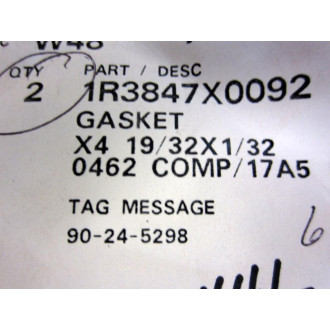 W48
QTY PART / DESC
2 1R3847X0092
GASKET
X4 19/32X1/32
0462 COMP/17A5
TAG MESSAGE
90-24-5298
6